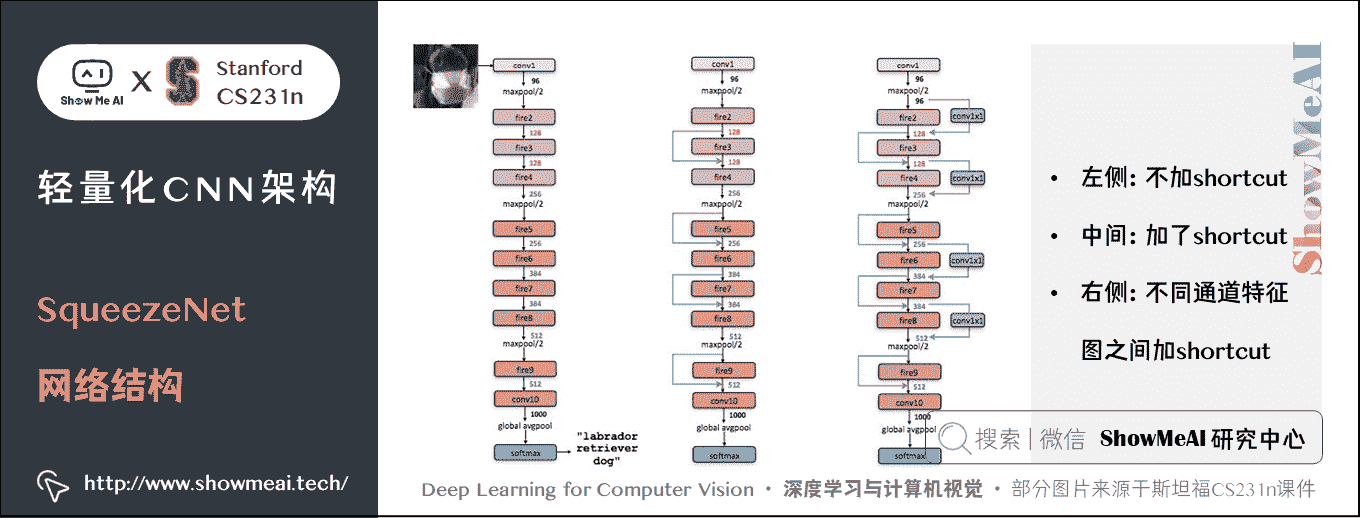 Show Me AI
X
Stanford
CS231n
轻量化CNN架构
SqueezeNet
网络结构
http://www.showmeai.tech/
conv1
96
maxpool/2
fire2
128
fire3
128
fire4
256
maxpool/2
fire5
256
fire6
384
fire7
384
fire8
512
maxpool/2
fire9
512
conv10
1000
global avgpool
softmax
"labrador
retriever
dog"
conv1
96
maxpool/2
fire2
128
fire3
128
fire4
256
maxpool/2
fire5
256
fire6
384
fire7
384
fire8
512
maxpool/2
fire9
512
conv10
1000
global avgpool
softmax
conv1
96
maxpool/2
fire2
conv1x1
128
fire3
128
fire4
conv1x1
256
maxpool/2
fire5
256
fire6
conv1x1
384
fire7
384
fire8
conv1x1
512
maxpool/2
fire9
512
conv10
1000
global avgpool
softmax
• 左侧: 不加shortcut
• 中间: 加了shortcut
• 右侧: 不同通道特征
图之间加shortcut
ShowMeAI
搜索 | 微信 ShowMeAI 研究中心
Deep Learning for Computer Vision • 深度学习与计算机视觉 • 部分图片来源于斯坦福CS231n课件